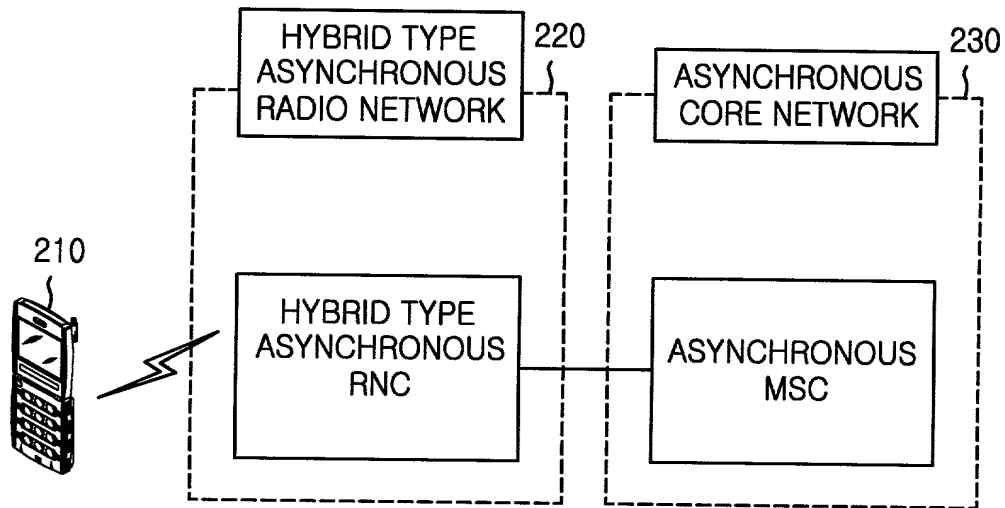 HYBRID TYPE
ASYNCHRONOUS
RADIO NETWORK
220
ASYNCHRONOUS
CORE NETWORK
230
210
HYBRID TYPE
ASYNCHRONOUS
RNC
ASYNCHRONOUS
MSC